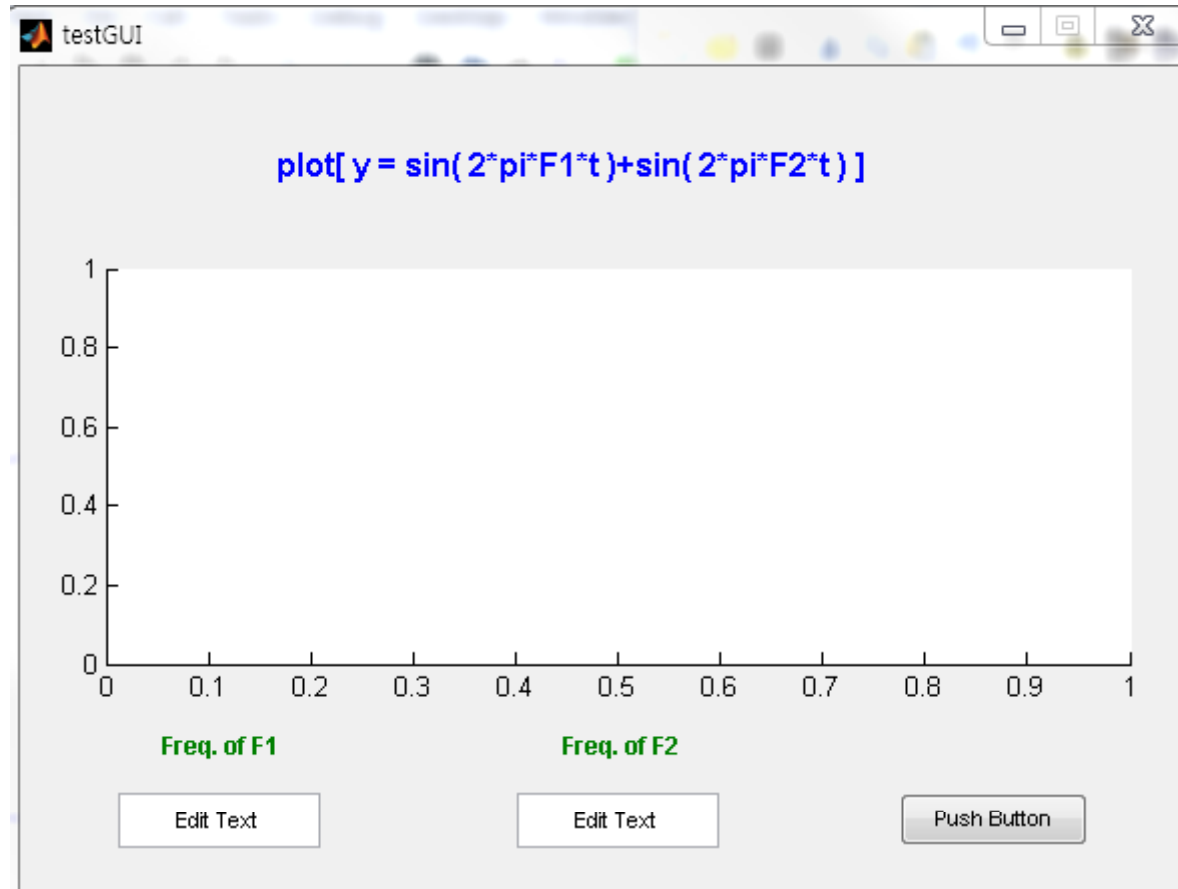 testGUI
plot[ y = sin( 2*pi*F1*t )+sin( 2*pi*F2*t ) ]
1
0.8
0.6
0.4
0.2
0
0 0.1 0.2 0.3 0.4 0.5 0.6 0.7 0.8 0.9 1
Freq. of F1 Freq. of F2
Edit Text Edit Text Push Button